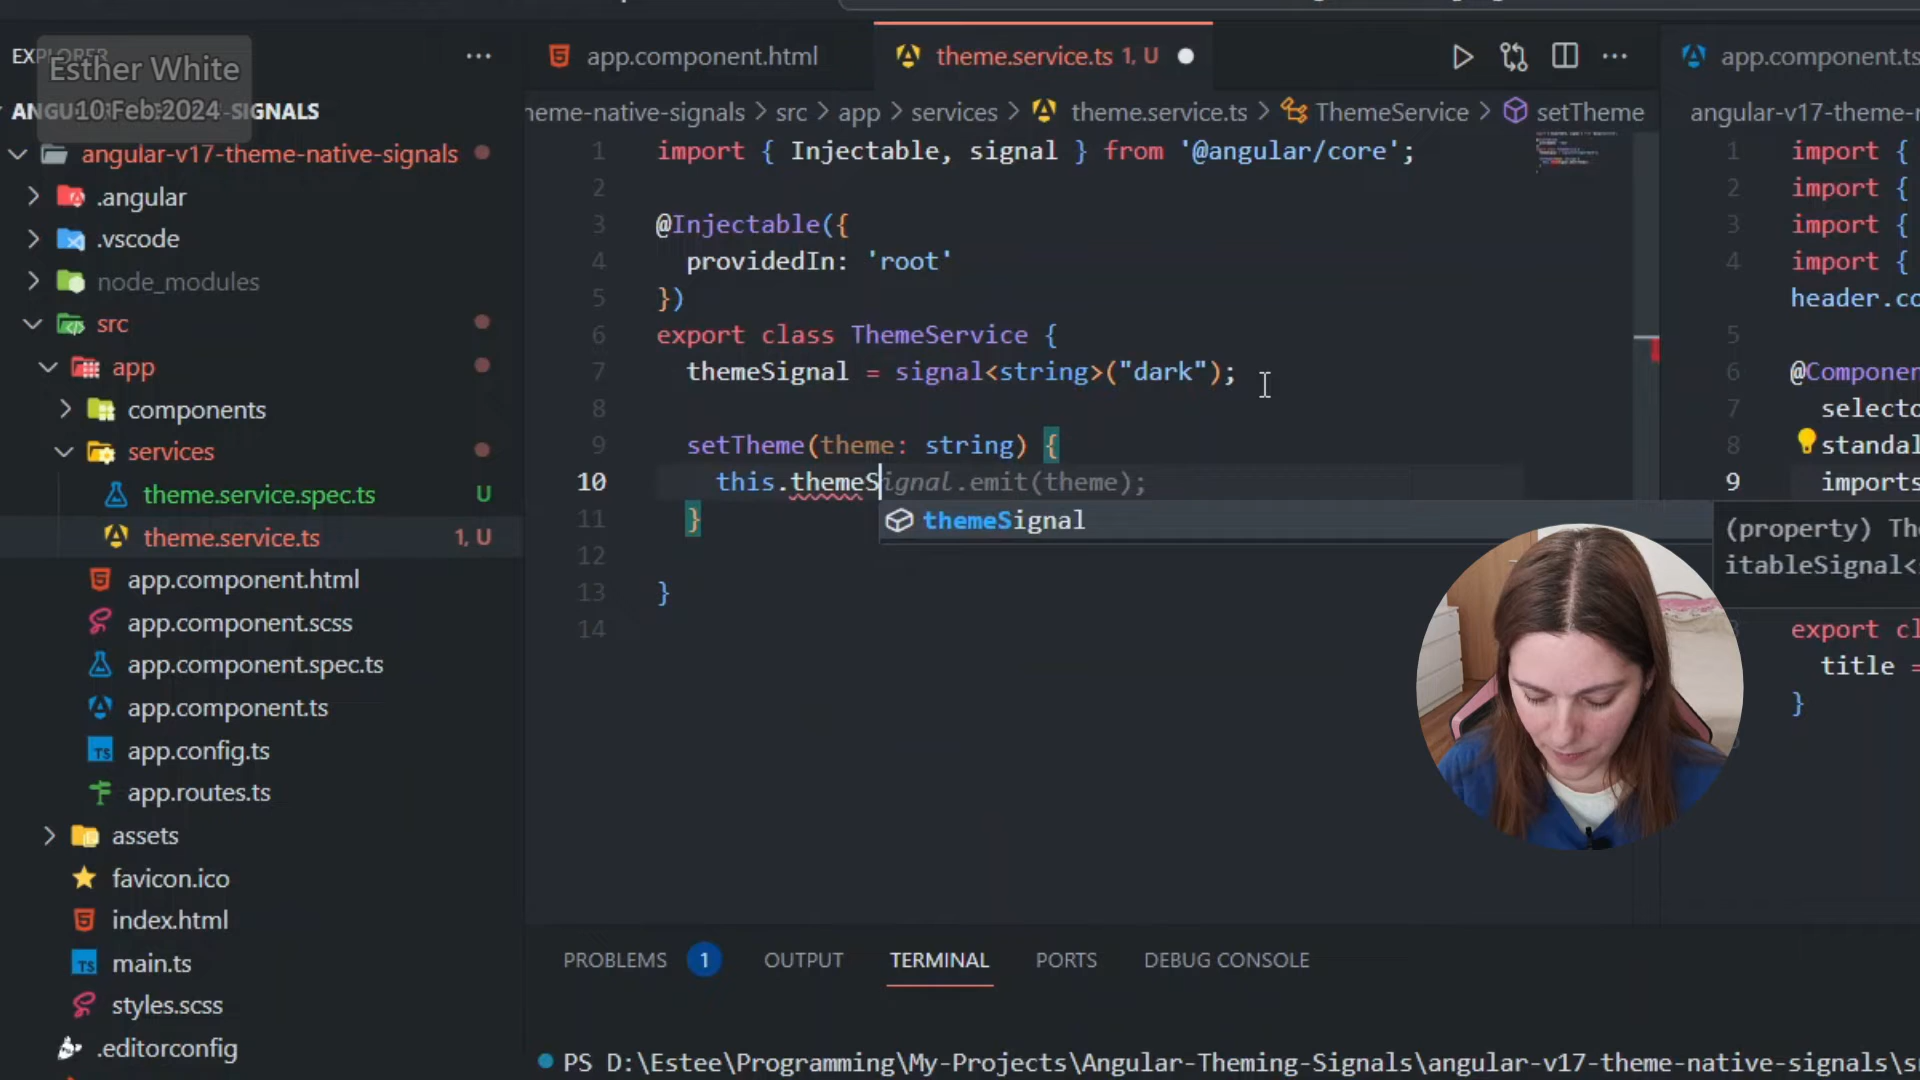 Esther White
10 Feb 2024
app.component.html
theme.service.ts 1, U
app.component.ts
theme-native-signals > src > app > services > theme.service.ts > ThemeService > setTheme
angular-v17-theme-n
angular-v17-theme-native-signals
.angular
.vscode
node_modules
src
app
components
services
theme.service.spec.ts U
theme.service.ts 1, U
app.component.html
app.component.scss
app.component.spec.ts
app.component.ts
app.config.ts
app.routes.ts
assets
favicon.ico
index.html
main.ts
styles.scss
.editorconfig
1 import { Injectable, signal } from '@angular/core';
2
3 @Injectable({
4 providedIn: 'root'
5 })
6 export class ThemeService {
7 themeSignal = signal<string>("dark");
8
9 setTheme(theme: string) {
10 this.themeSignal.emit(theme);
11 }
12
13 }
14
themeSignal
(property) The
itableSignal<
1 import {
2 import {
3 import {
4 import {
header.co
5
6 @Componen
7 selecto
8 standal
9 imports
export cl
title =
}
PROBLEMS 1 OUTPUT TERMINAL PORTS DEBUG CONSOLE
PS D:\Estee\Programming\My-Projects\Angular-Theming-Signals\angular-v17-theme-native-signals\s